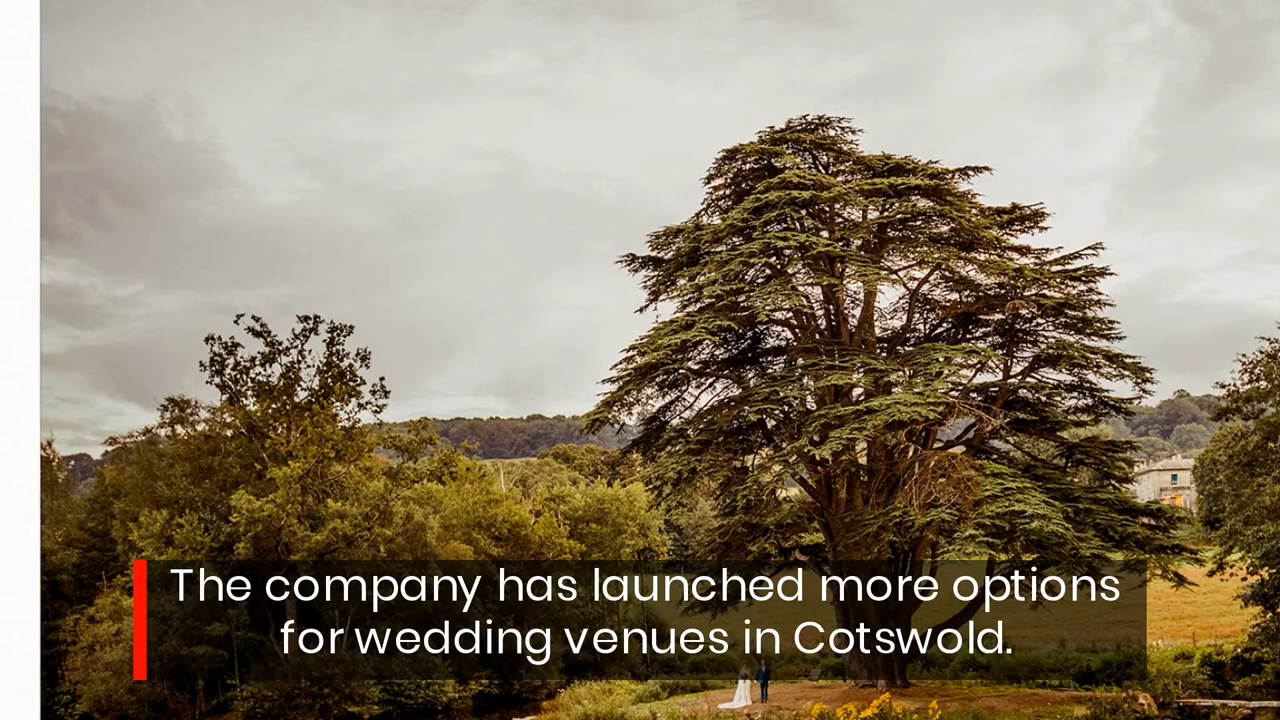 The company has launched more options
for wedding venues in Cotswold.